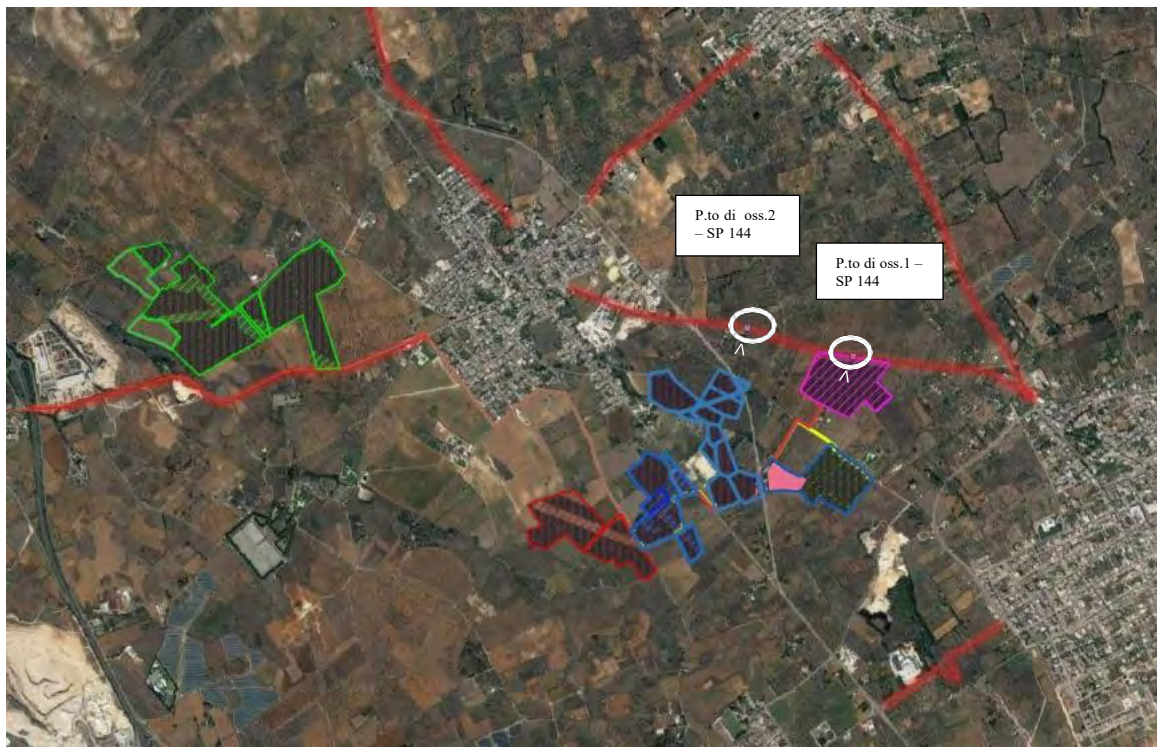 P.to di oss.2
– SP 144
P.to di oss.1 –
SP 144